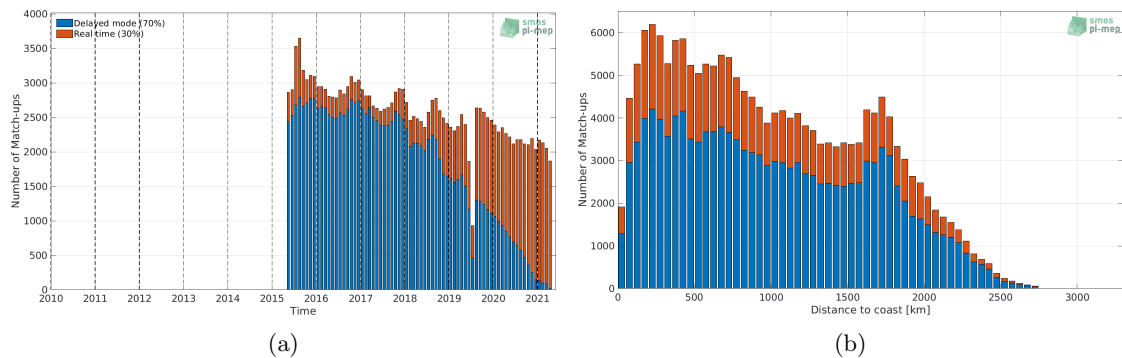 Delayed mode (70%)
Real time (30%)
smos
pi-mep
Number of Match-ups
4000
3500
3000
2500
2000
1500
1000
500
0
2010 2011 2012 2013 2014 2015 2016 2017 2018 2019 2020 2021
Time
(a)
smos
pi-mep
Number of Match-ups
6000
5000
4000
3000
2000
1000
0
0 500 1000 1500 2000 2500 3000
Distance to coast [km]
(b)